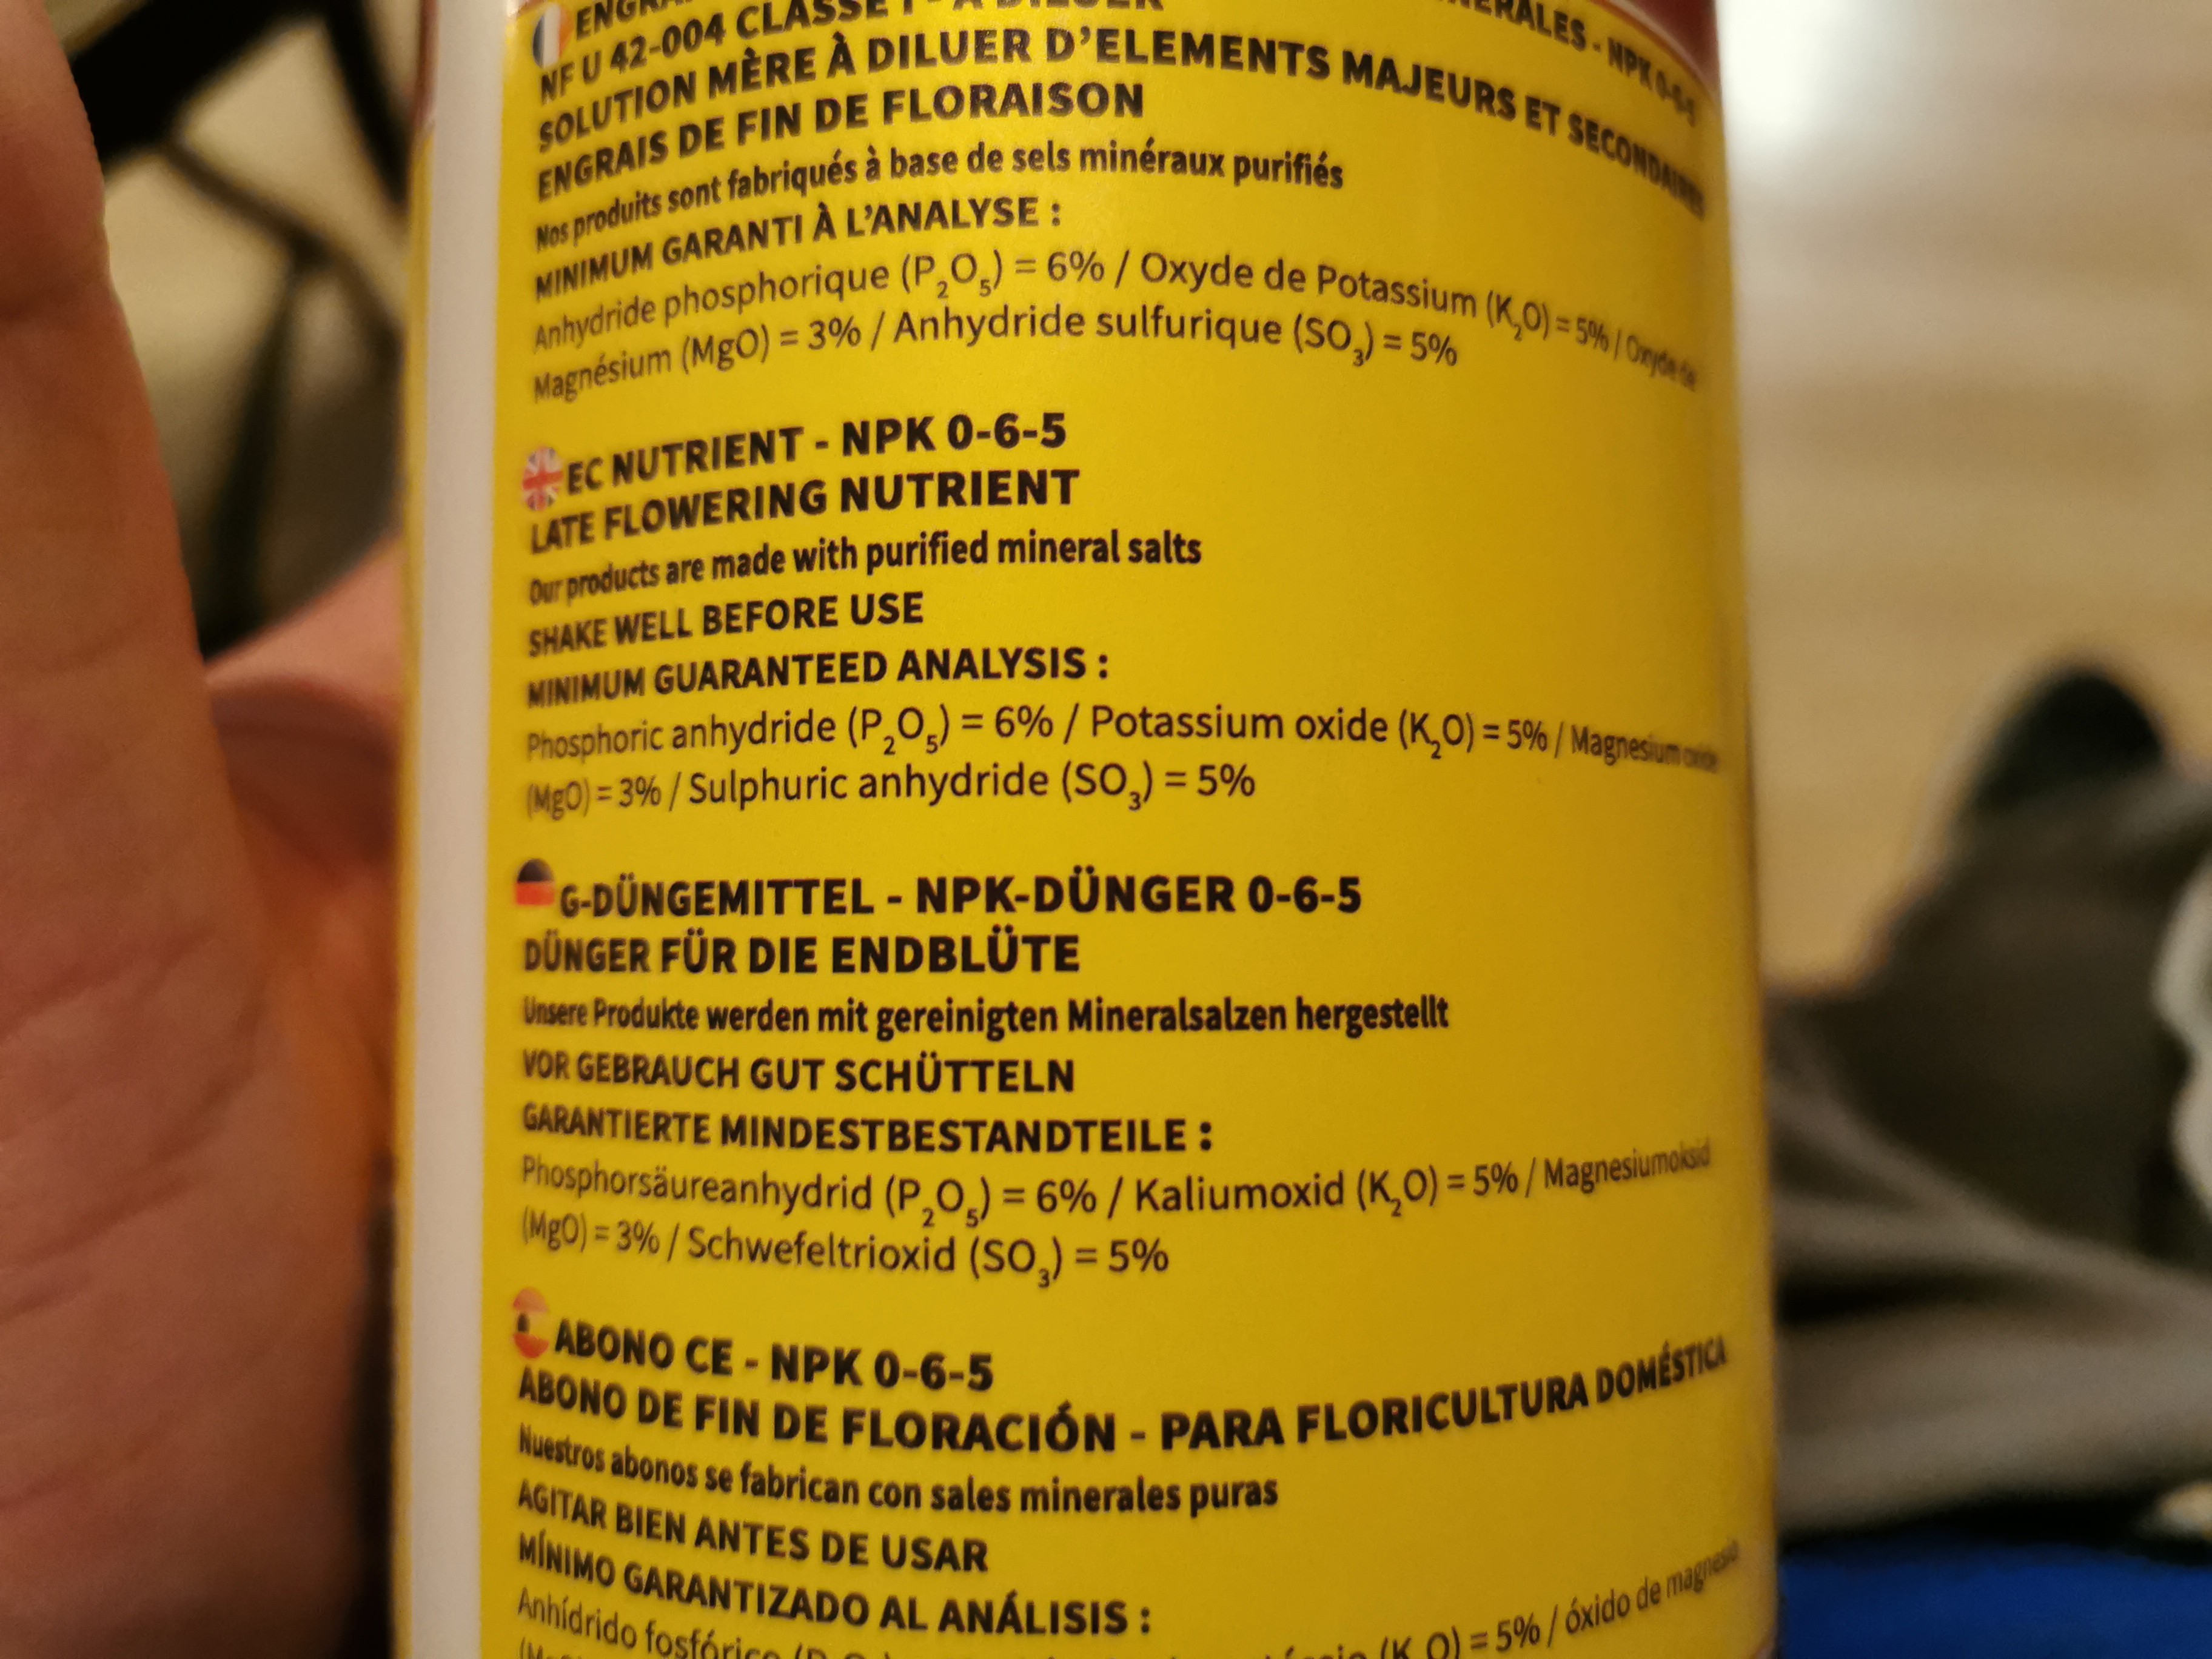 NERALES - NPK 0-6-5
NF U 42-004 CLASSE I - À DILUER
SOLUTION MÈRE À DILUER D'ELEMENTS MAJEURS ET SECONDAIRES
ENGRAIS DE FIN DE FLORAISON
Nos produits sont fabriqués à base de sels minéraux purifiés
MINIMUM GARANTI À L'ANALYSE :
Anhydride phosphorique (P₂O₅) = 6% / Oxyde de Potassium (K₂O) = 5% / Oxyde de
Magnésium (MgO) = 3% / Anhydride sulfurique (SO₃) = 5%
EC NUTRIENT - NPK 0-6-5
LATE FLOWERING NUTRIENT
Our products are made with purified mineral salts
SHAKE WELL BEFORE USE
MINIMUM GUARANTEED ANALYSIS :
Phosphoric anhydride (P₂O₅) = 6% / Potassium oxide (K₂O) = 5% / Magnesium oxide
(MgO) = 3% / Sulphuric anhydride (SO₃) = 5%
G-DÜNGEMITTEL - NPK-DÜNGER 0-6-5
DÜNGER FÜR DIE ENDBLÜTE
Unsere Produkte werden mit gereinigten Mineralsalzen hergestellt
VOR GEBRAUCH GUT SCHÜTTELN
GARANTIERTE MINDESTBESTANDTEILE :
Phosphorsäureanhydrid (P₂O₅) = 6% / Kaliumoxid (K₂O) = 5% / Magnesiumoksid
(MgO) = 3% / Schwefeltrioxid (SO₃) = 5%
ABONO CE - NPK 0-6-5
ABONO DE FIN DE FLORACIÓN - PARA FLORICULTURA DOMÉSTICA
Nuestros abonos se fabrican con sales minerales puras
AGITAR BIEN ANTES DE USAR
MÍNIMO GARANTIZADO AL ANÁLISIS :
Anhídrido fosfórico (K₂O) = 5% / óxido de magnesio